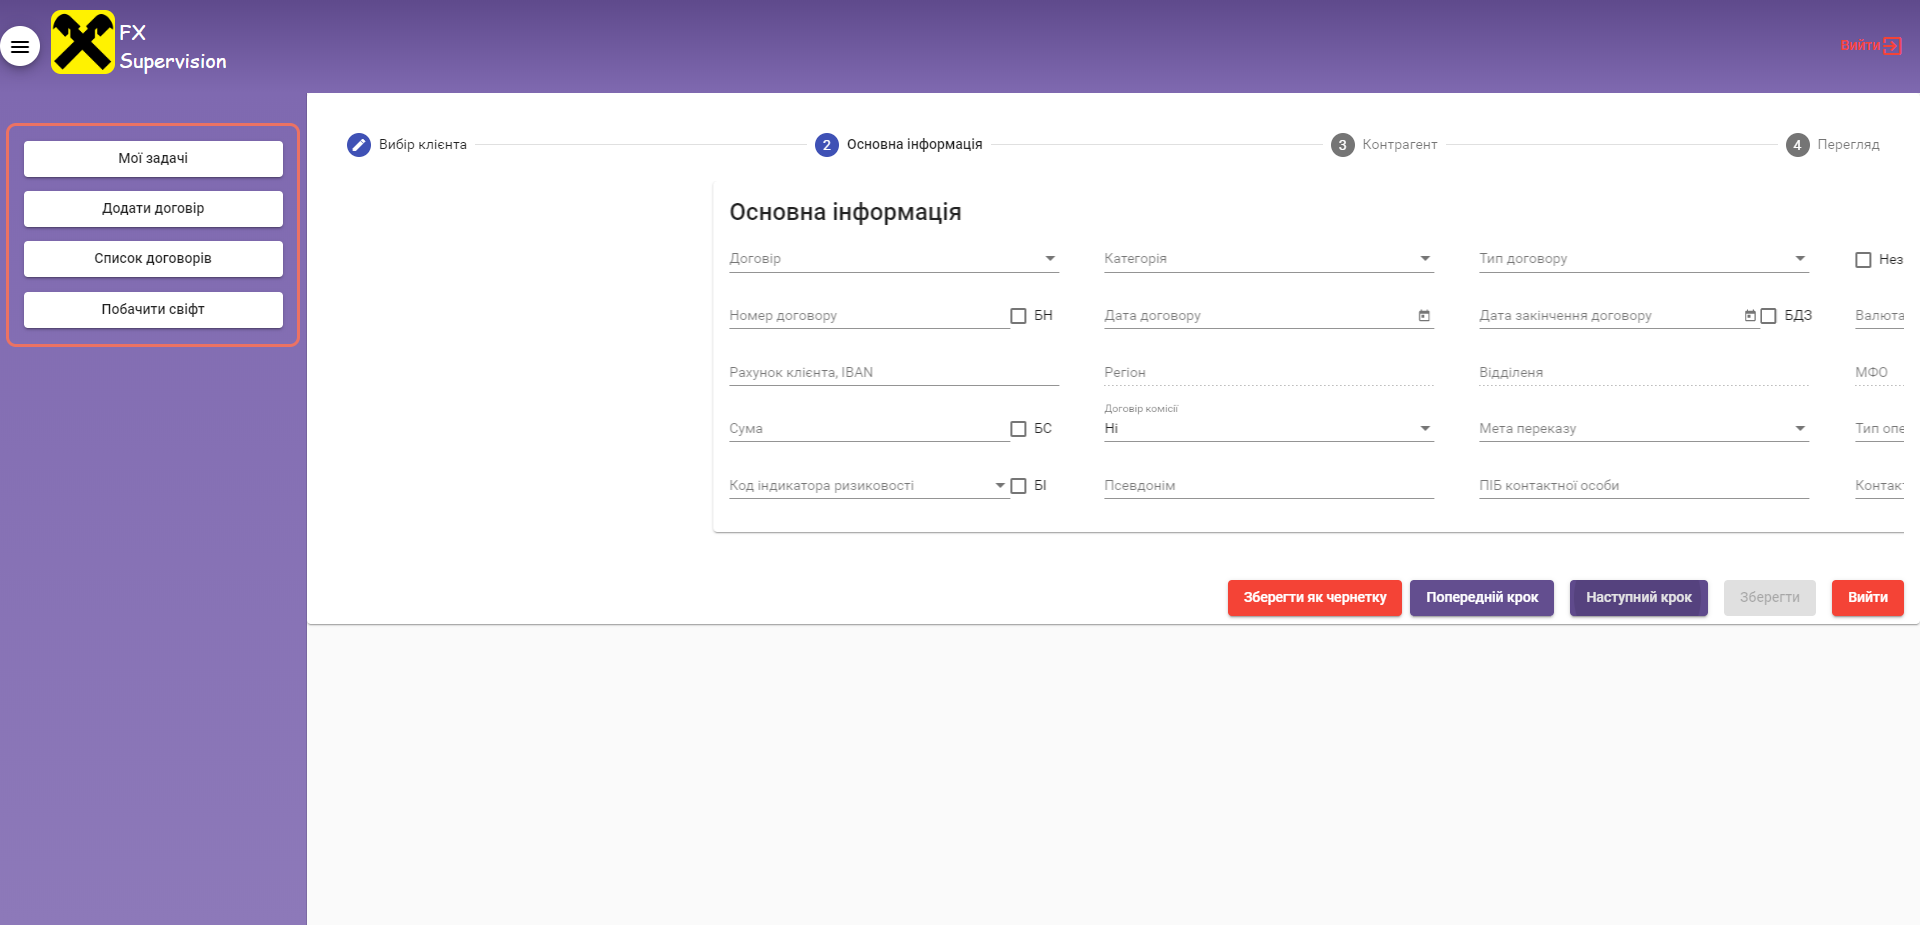 FX
Supervision
Вийти
Мої задачі
Додати договір
Список договорів
Побачити свіфт
Вибір клієнта
2 Основна інформація
3 Контрагент
4 Перегляд
Основна інформація
Договір Категорія Тип договору Нез
Номер договору БН Дата договору Дата закінчення договору БДЗ Валюта
Рахунок клієнта, IBAN Регіон Відділеня МФО
Договір комісії
Сума БС Ні Мета переказу Тип опе
Код індикатора ризиковості БІ Псевдонім ПІБ контактної особи Контак
Зберегти як чернетку Попередній крок Наступний крок Зберегти Вийти